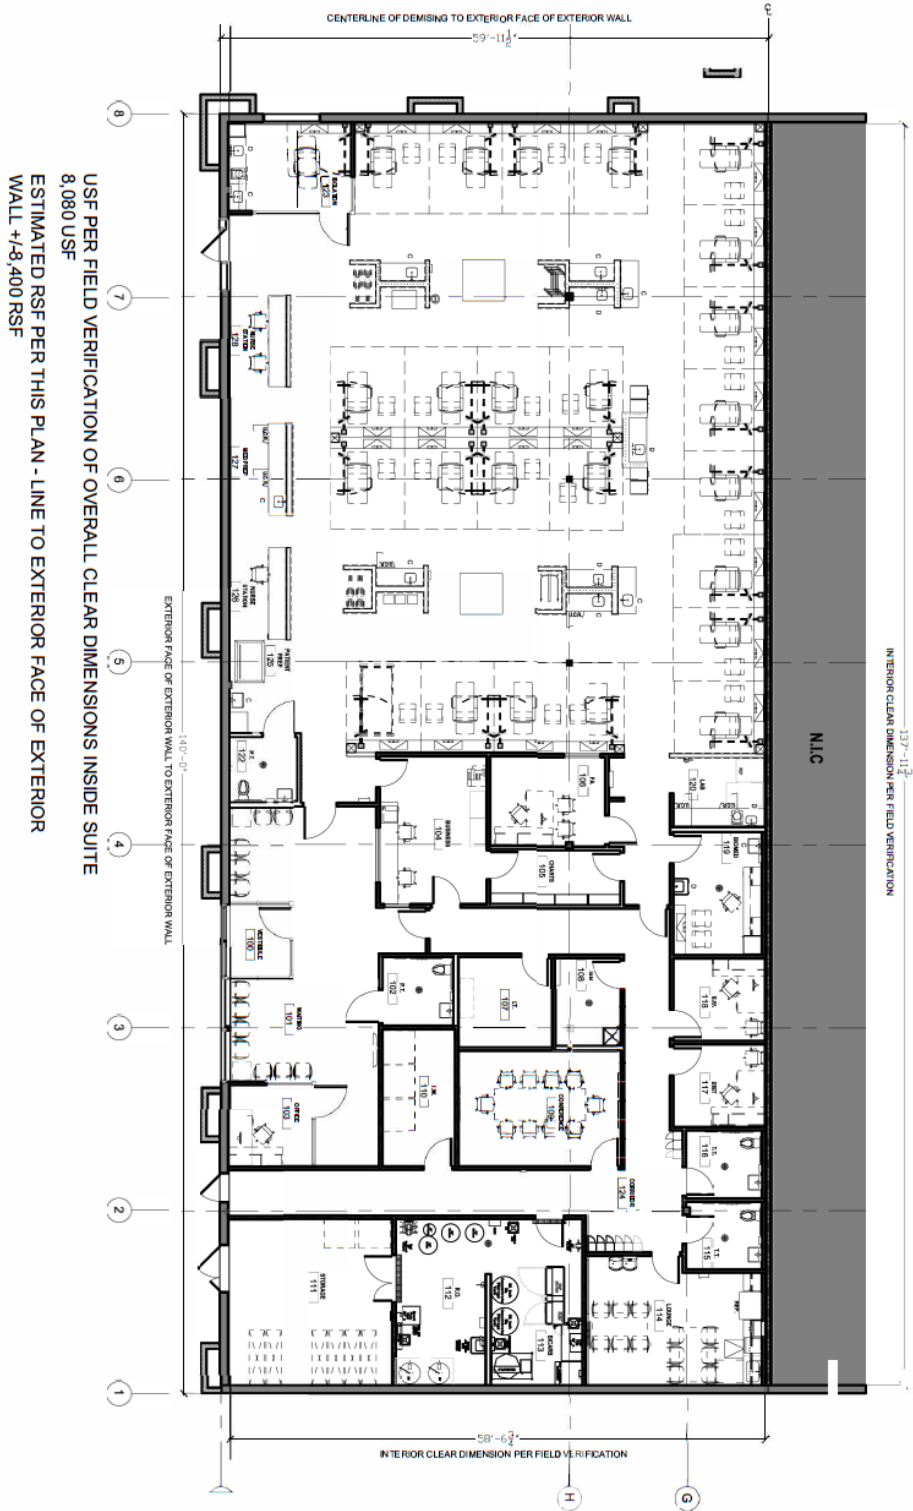 CENTERLINE OF DEMISING TO EXTERIOR FACE OF EXTERIOR WALL
59'-11½"
8
7
6
5
4
3
2
1
H
G
USF PER FIELD VERIFICATION OF OVERALL CLEAR DIMENSIONS INSIDE SUITE
8,080 USF
ESTIMATED RSF PER THIS PLAN - LINE TO EXTERIOR FACE OF EXTERIOR
WALL +/-8,400 RSF
EXTERIOR FACE OF EXTERIOR WALL TO EXTERIOR FACE OF EXTERIOR WALL
140'-0"
137'-11¾"
INTERIOR CLEAR DIMENSION PER FIELD VERIFICATION
N.I.C
ISOLATION
123
NURSE
STATION
128
MED PREP
127
NURSE
STATION
126
PATIENT
PREP
125
P.T.
122
BUSINESS
104
F.A.
106
LAB
120
CHARTS
105
BIOMED
119
VESTIBULE
100
WAITING
101
P.T.
102
I.T.
107
108
118
117
OFFICE
103
110
CONFERENCE
109
T.S.
116
CORRIDOR
124
T.T.
115
STORAGE
111
R.O.
112
BICARB
113
LOUNGE
114
REF.
58'-6¾"
INTERIOR CLEAR DIMENSION PER FIELD VERIFICATION